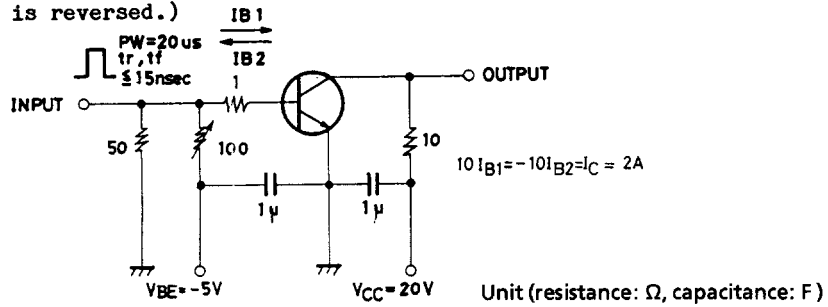 is reversed.)
IB1
PW=20us
IB2
tr,tf
≦15nsec
1
OUTPUT
INPUT
50
100
10
10IB1=-10IB2=IC = 2A
1μ
1μ
VBE=-5V
VCC=20V
Unit (resistance: Ω, capacitance: F)